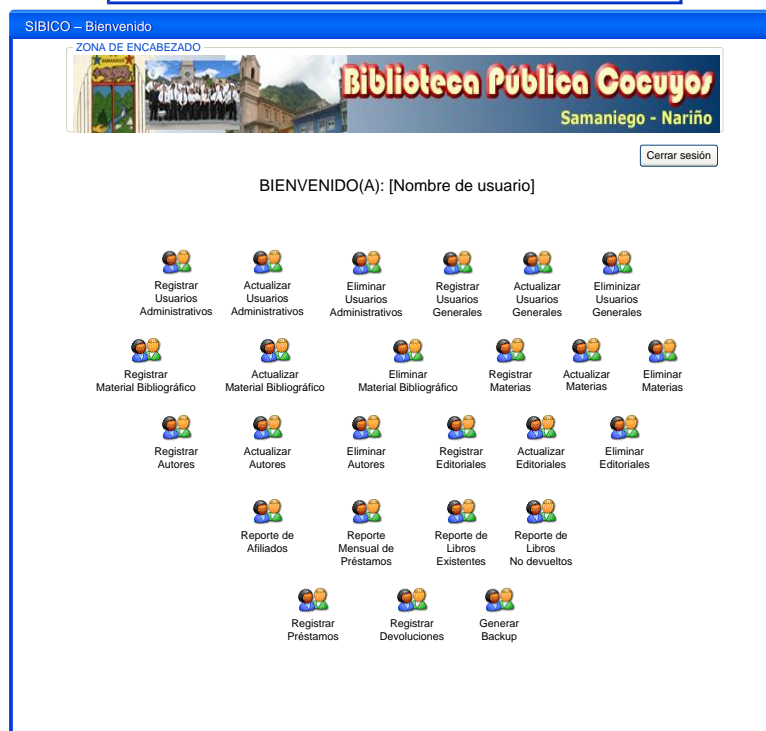 SIBICO – Bienvenido
ZONA DE ENCABEZADO
Biblioteca Pública Cocuyos
Samaniego - Nariño
Cerrar sesión
BIENVENIDO(A): [Nombre de usuario]
Registrar Actualizar Eliminar Registrar Actualizar Eliminizar
Usuarios Usuarios Usuarios Usuarios Usuarios Usuarios
Administrativos Administrativos Administrativos Generales Generales Generales
Registrar Actualizar Eliminar Registrar Actualizar Eliminar
Material Bibliográfico Material Bibliográfico Material Bibliográfico Materias Materias Materias
Registrar Actualizar Eliminar Registrar Actualizar Eliminar
Autores Autores Autores Editoriales Editoriales Editoriales
Reporte de Reporte Reporte de Reporte de
Afiliados Mensual de Libros Libros
Préstamos Existentes No devueltos
Registrar Registrar Generar
Préstamos Devoluciones Backup